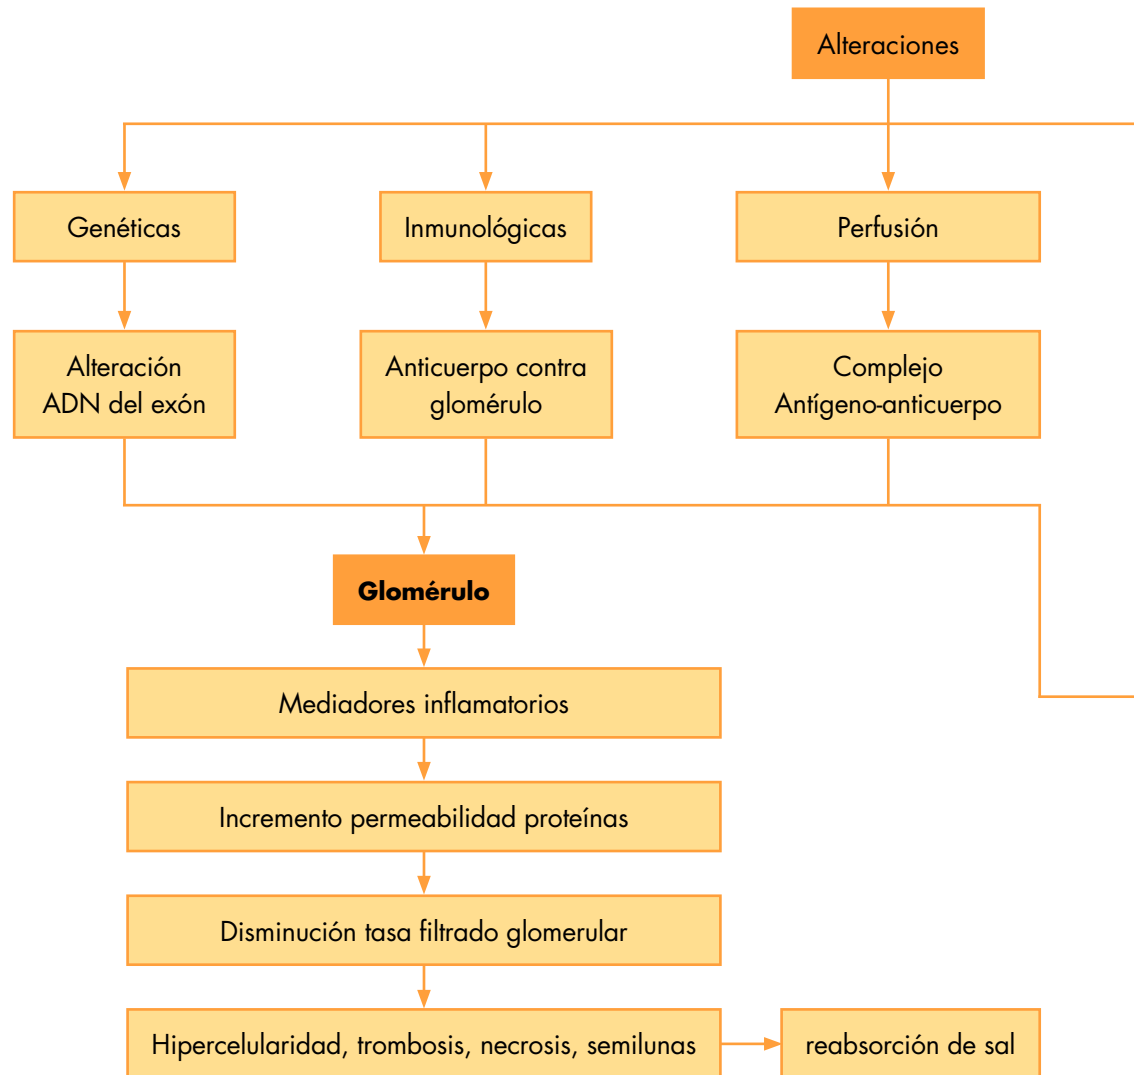 Alteraciones
Genéticas
Inmunológicas
Perfusión
Alteración
ADN del exón
Anticuerpo contra
glomérulo
Complejo
Antígeno-anticuerpo
Glomérulo
Mediadores inflamatorios
Incremento permeabilidad proteínas
Disminución tasa filtrado glomerular
Hipercelularidad, trombosis, necrosis, semilunas
reabsorción de sal